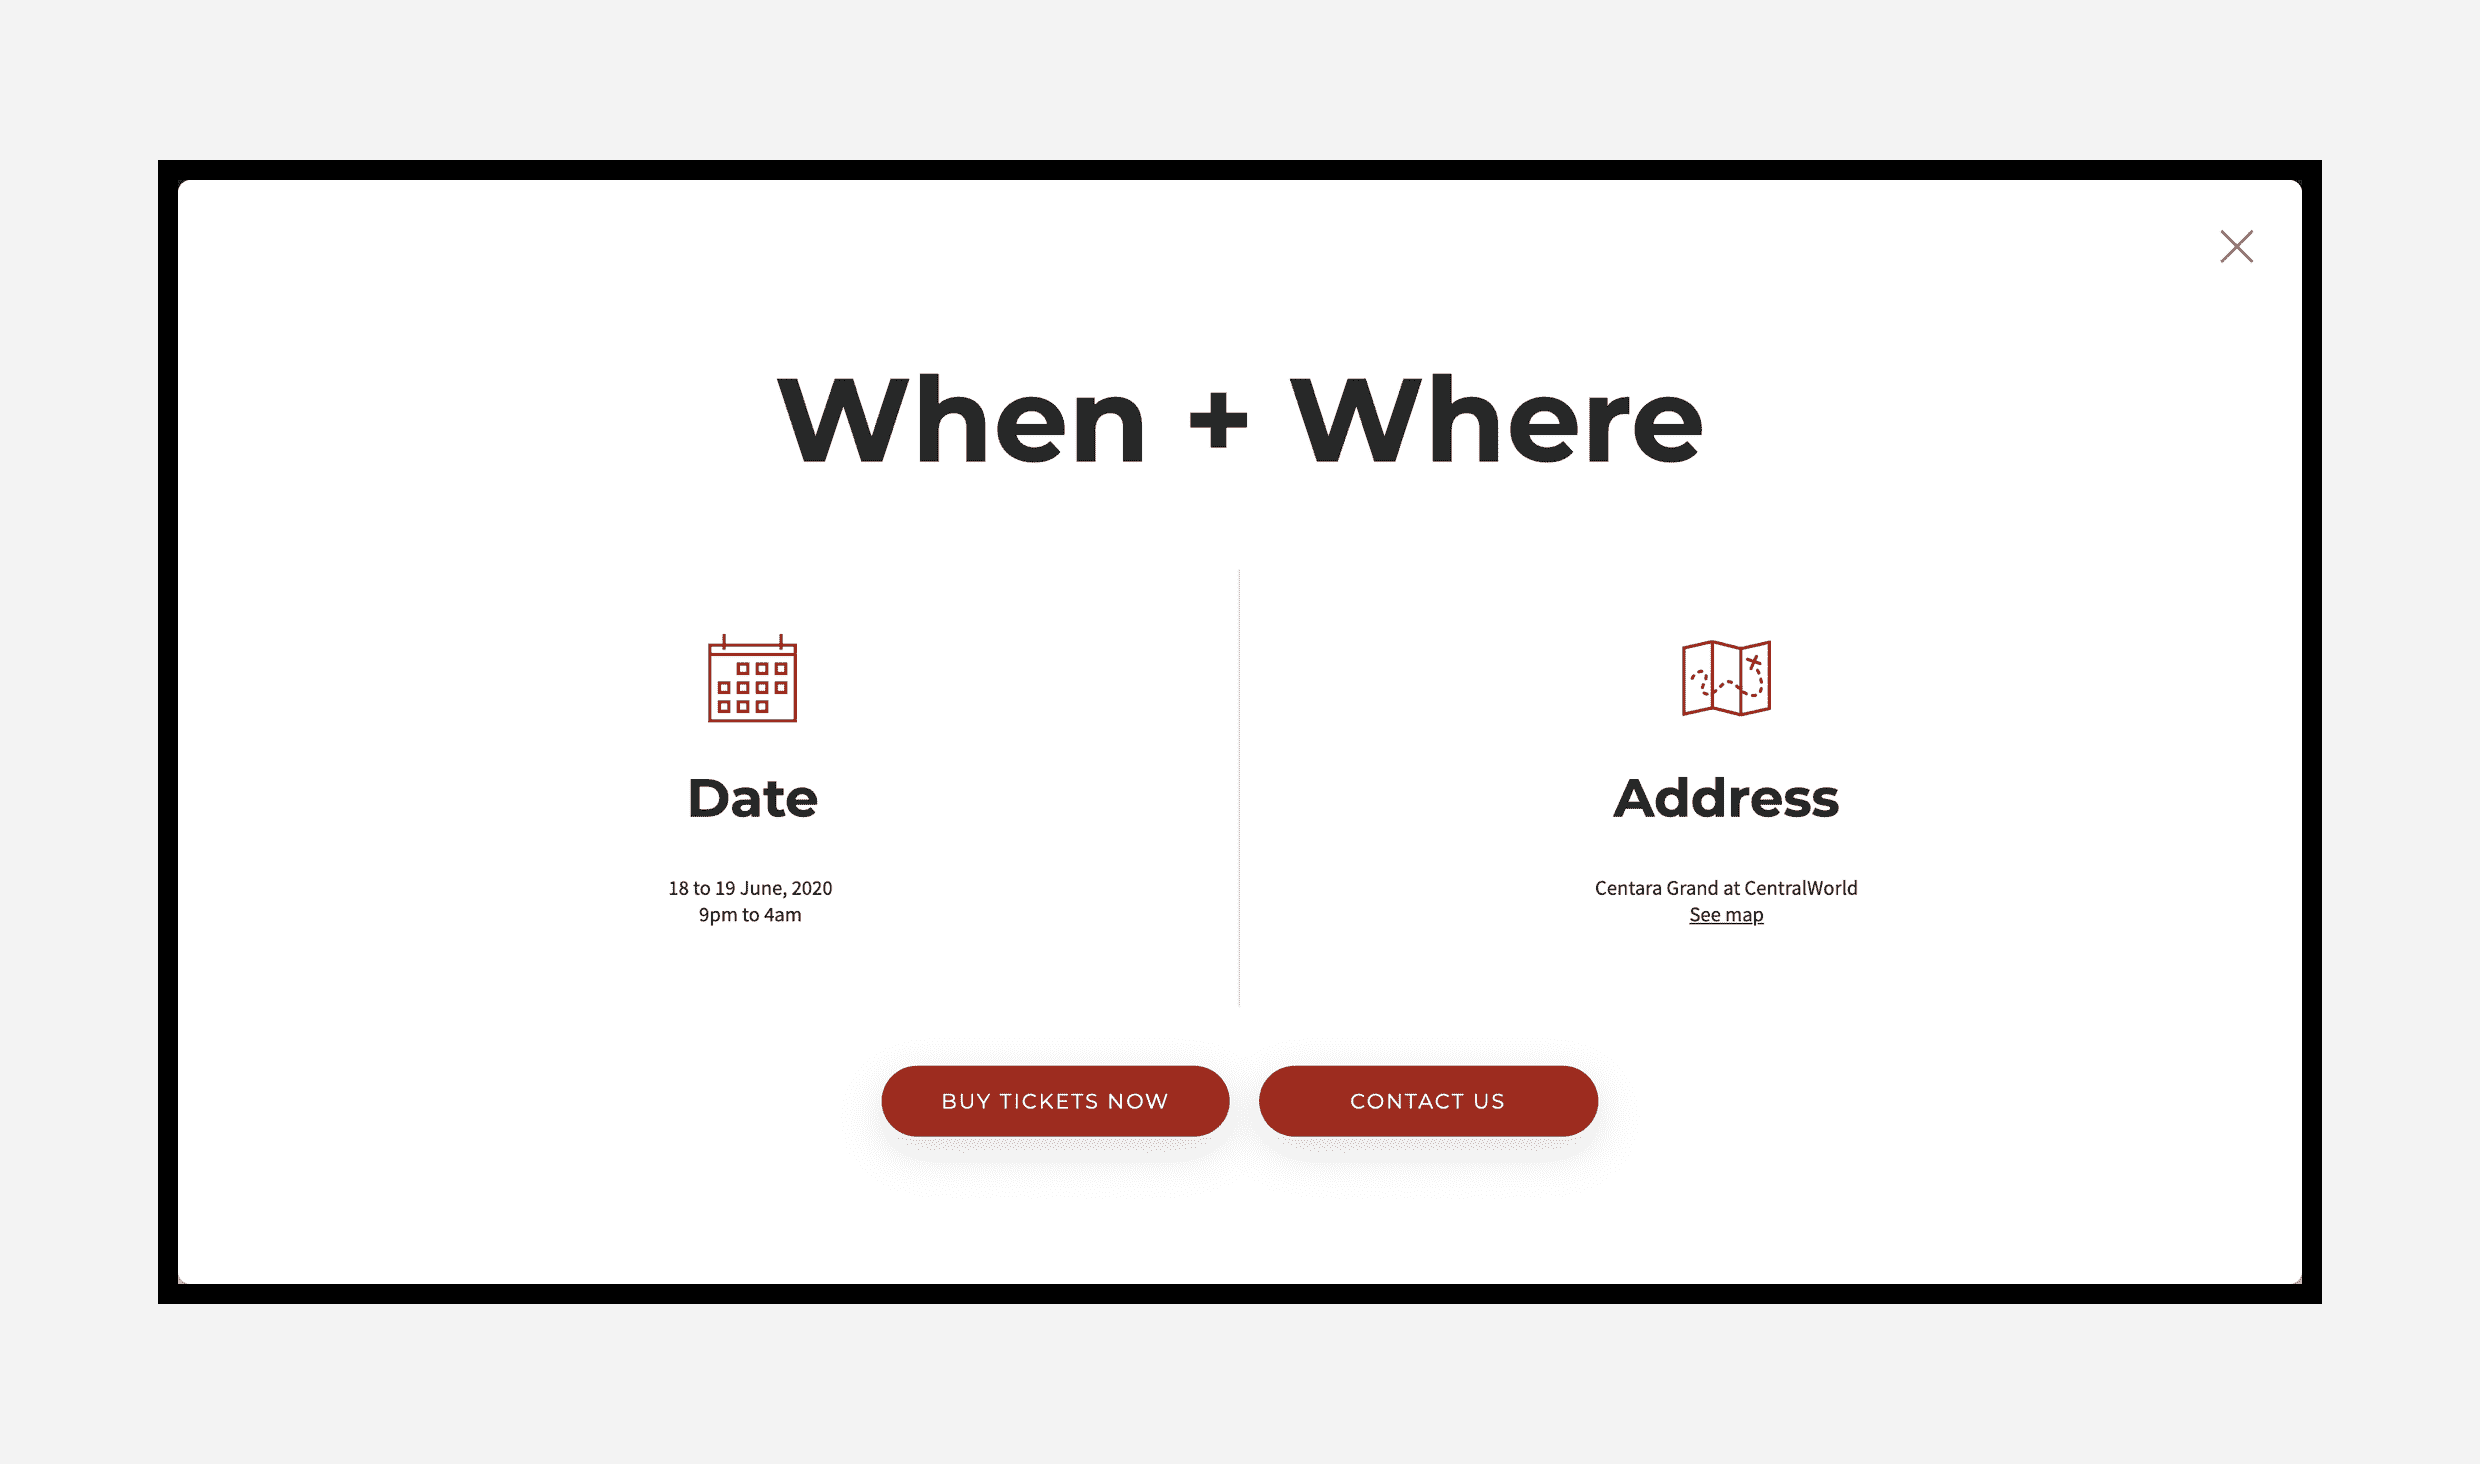 When + Where
Date
18 to 19 June, 2020
9pm to 4am
Address
Centara Grand at CentralWorld
See map
BUY TICKETS NOW
CONTACT US